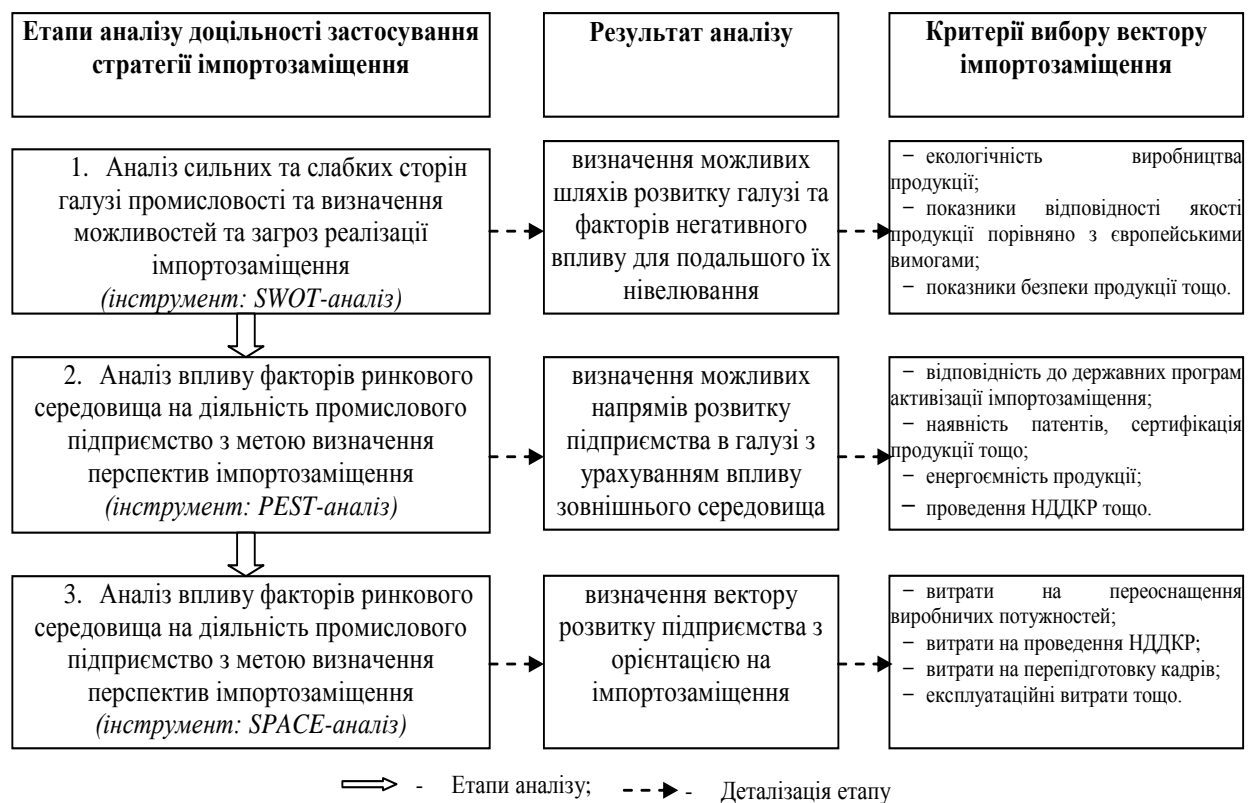 Етапи аналізу доцільності застосування
стратегії імпортозаміщення
Результат аналізу
Критерії вибору вектору
імпортозаміщення
1. Аналіз сильних та слабких сторін
галузі промисловості та визначення
можливостей та загроз реалізації
імпортозаміщення
(інструмент: SWOT-аналіз)
визначення можливих
шляхів розвитку галузі та
факторів негативного
впливу для подальшого їх
нівелювання
− екологічність виробництва
продукції;
− показники відповідності якості
продукції порівняно з європейськими
вимогами;
− показники безпеки продукції тощо.
2. Аналіз впливу факторів ринкового
середовища на діяльність промислового
підприємство з метою визначення
перспектив імпортозаміщення
(інструмент: PEST-аналіз)
визначення можливих
напрямів розвитку
підприємства в галузі з
урахуванням впливу
зовнішнього середовища
− відповідність до державних програм
активізації імпортозаміщення;
− наявність патентів, сертифікація
продукції тощо;
− енергоємність продукції;
− проведення НДДКР тощо.
3. Аналіз впливу факторів ринкового
середовища на діяльність промислового
підприємство з метою визначення
перспектив імпортозаміщення
(інструмент: SPACE-аналіз)
визначення вектору
розвитку підприємства з
орієнтацією на
імпортозаміщення
− витрати на переоснащення
виробничих потужностей;
− витрати на проведення НДДКР;
− витрати на перепідготовку кадрів;
− експлуатаційні витрати тощо.
- Етапи аналізу; - Деталізація етапу